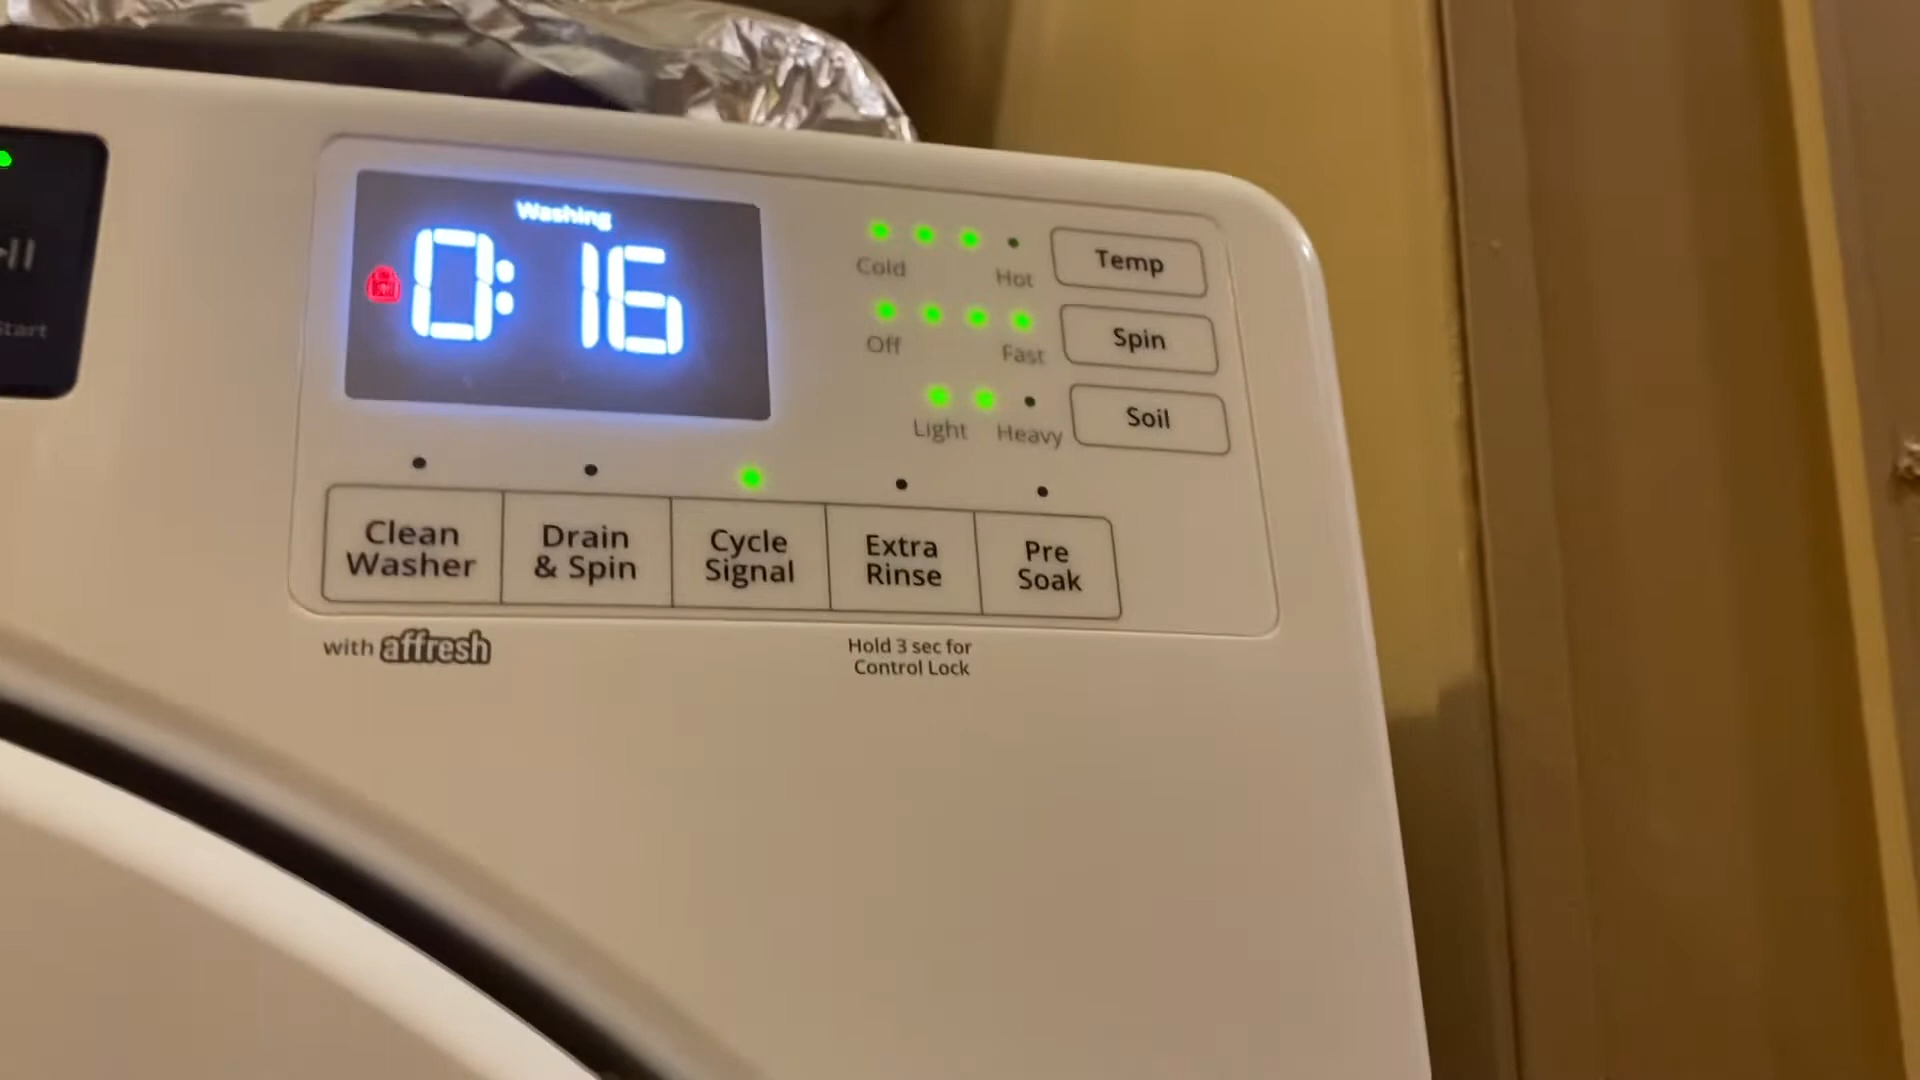 Washing
0:16
Start
Cold
Hot
Temp
Off
Fast
Spin
Light
Heavy
Soil
Clean
Washer
Drain
& Spin
Cycle
Signal
Extra
Rinse
Pre
Soak
with affresh
Hold 3 sec for
Control Lock